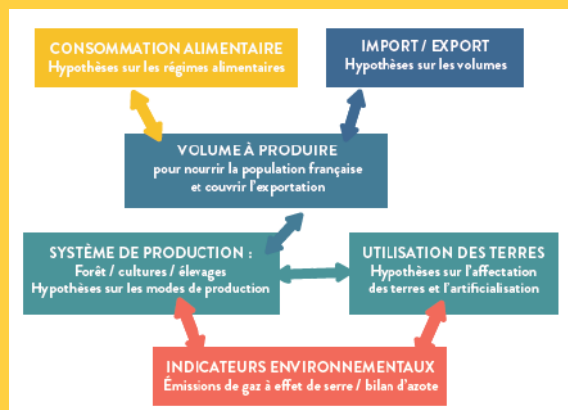 CONSOMMATION ALIMENTAIRE
Hypothèses sur les régimes alimentaires
IMPORT / EXPORT
Hypothèses sur les volumes
VOLUME À PRODUIRE
pour nourrir la population française
et couvrir l'exportation
SYSTÈME DE PRODUCTION :
Forêt / cultures / élevages
Hypothèses sur les modes de production
UTILISATION DES TERRES
Hypothèses sur l'affectation
des terres et l'artificialisation
INDICATEURS ENVIRONNEMENTAUX
Émissions de gaz à effet de serre / bilan d'azote